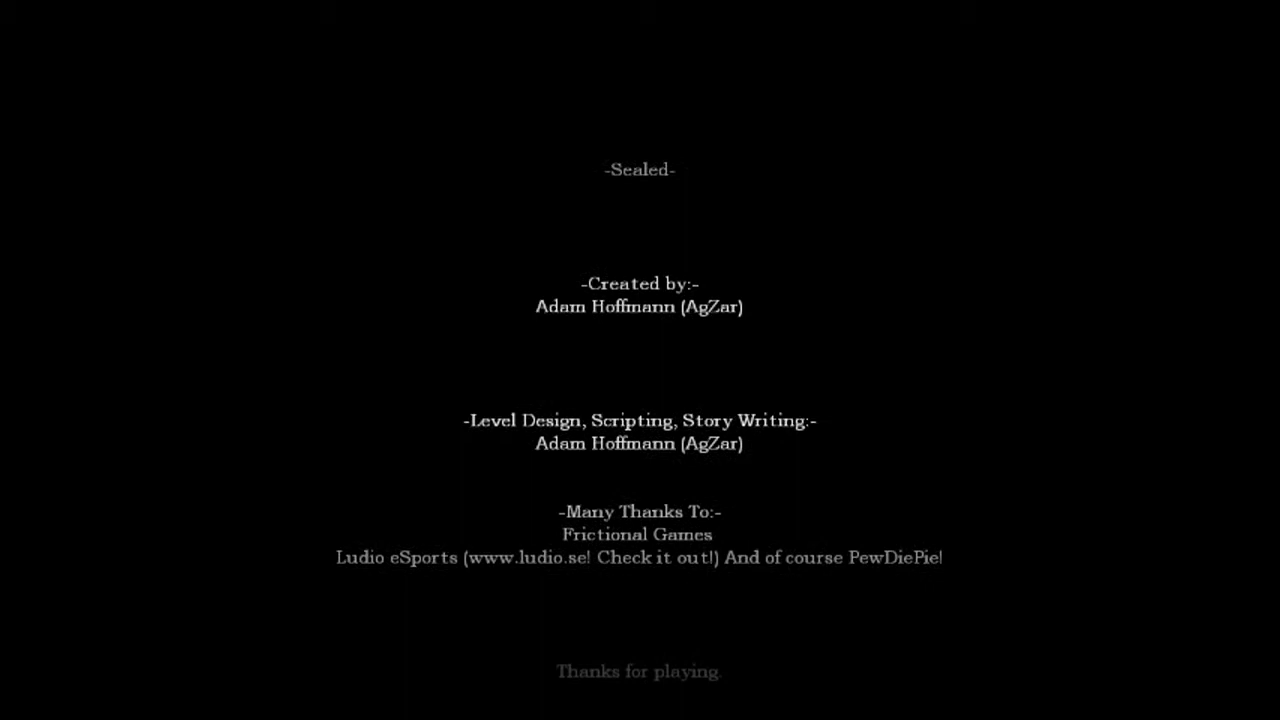 -Sealed-
-Created by:-
Adam Hoffmann (AgZar)
-Level Design, Scripting, Story Writing:-
Adam Hoffmann (AgZar)
-Many Thanks To:-
Frictional Games
Ludio eSports (www.ludio.se! Check it out!) And of course PewDiePie!
Thanks for playing.